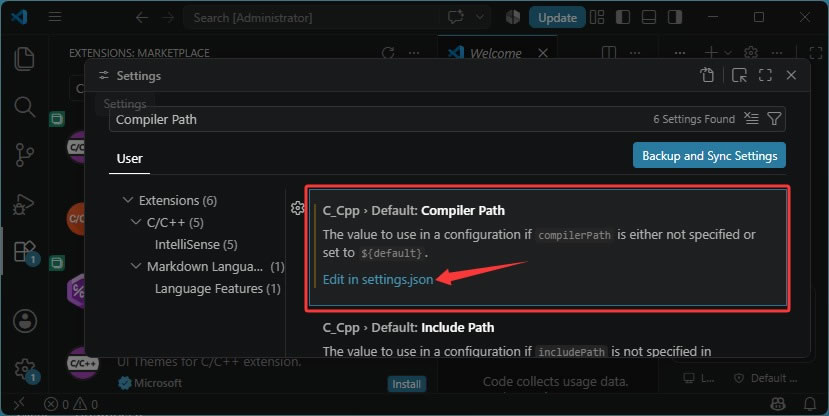 Search [Administrator]
Update
EXTENSIONS: MARKETPLACE
Welcome
Settings
Settings
Compiler Path
6 Settings Found
User
Backup and Sync Settings
Extensions (6)
C/C++ (5)
IntelliSense (5)
Markdown Langua... (1)
Language Features (1)
C_Cpp › Default: Compiler Path
The value to use in a configuration if compilerPath is either not specified or
set to ${default}.
Edit in settings.json
C_Cpp › Default: Include Path
The value to use in a configuration if includePath is not specified in
UI Themes for C/C++ extension.
Microsoft
Install
Code collects usage data.
L...
Default ...
0 0
1
1